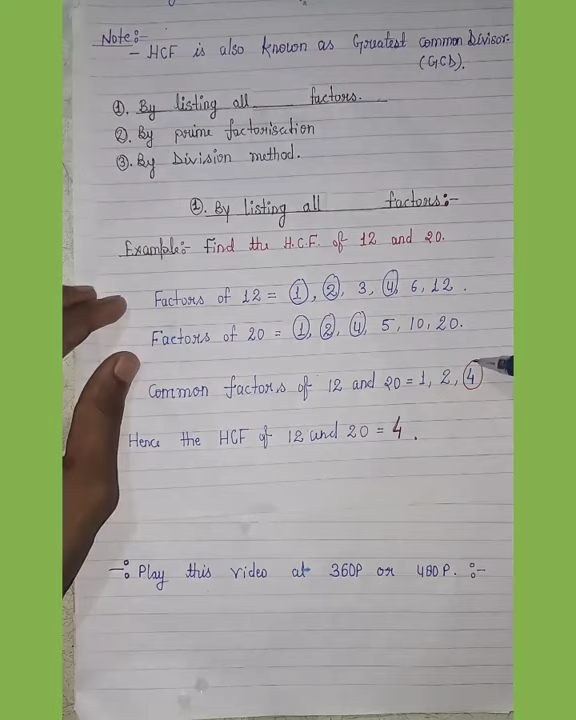 Note:-
- HCF is also known as Greatest Common Divisor.
(GCD).
①. By listing all factors.
②. By prime factorisation
③. By Division method.
①. By listing all factors:-
Example:- Find the H.C.F. of 12 and 20.
Factors of 12 = ①, ②, 3, ④, 6, 12.
Factors of 20 = ①, ②, ④, 5, 10, 20.
Common factors of 12 and 20 = 1, 2, ④
Hence the HCF of 12 and 20 = 4.
-: Play this video at 360P or 480P. :-